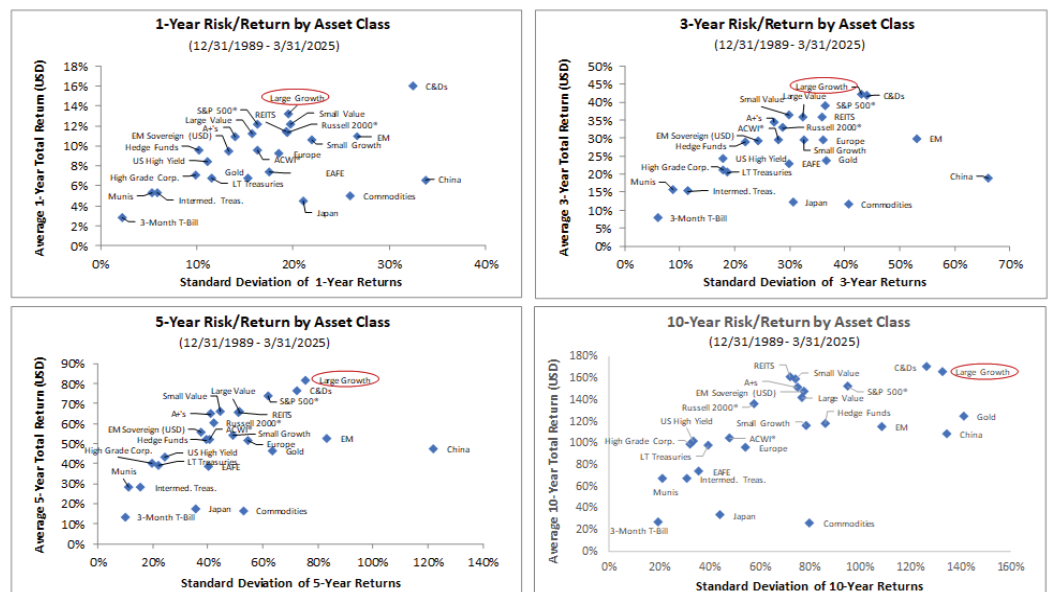 1-Year Risk/Return by Asset Class
(12/31/1989 - 3/31/2025)
Average 1-Year Total Return (USD)
18%
16%
14%
12%
10%
8%
6%
4%
2%
0%
C&Ds
Large Growth
S&P 500*
REITS
Small Value
Large Value
A+'s
Russell 2000*
EM Sovereign (USD)
EM
Small Growth
Hedge Funds
Europe
ACWI*
US High Yield
Gold
EAFE
High Grade Corp.
LT Treasuries
China
Munis
Intermed. Treas.
Commodities
Japan
3-Month T-Bill
0% 10% 20% 30% 40%
Standard Deviation of 1-Year Returns
3-Year Risk/Return by Asset Class
(12/31/1989 - 3/31/2025)
Average 3-Year Total Return (USD)
50%
45%
40%
35%
30%
25%
20%
15%
10%
5%
0%
Large Growth
C&Ds
Small Value
Large Value
S&P 500*
A+'s
REITS
ACWI*
Russell 2000*
EM Sovereign (USD)
Hedge Funds
Europe
EM
Small Growth
US High Yield
EAFE
Gold
High Grade Corp.
LT Treasuries
China
Munis
Intermed. Treas.
Japan
Commodities
3-Month T-Bill
0% 10% 20% 30% 40% 50% 60% 70%
Standard Deviation of 3-Year Returns
5-Year Risk/Return by Asset Class
(12/31/1989 - 3/31/2025)
Average 5-Year Total Return (USD)
90%
80%
70%
60%
50%
40%
30%
20%
10%
0%
Large Growth
C&Ds
Small Value
Large Value
S&P 500*
A+'s
REITS
Russell 2000*
EM Sovereign (USD)
ACWI*
Small Growth
Hedge Funds
Europe
EM
High Grade Corp.
US High Yield
Gold
China
LT Treasuries
EAFE
Munis
Intermed. Treas.
Japan
Commodities
3-Month T-Bill
0% 20% 40% 60% 80% 100% 120% 140%
Standard Deviation of 5-Year Returns
10-Year Risk/Return by Asset Class
(12/31/1989 - 3/31/2025)
Average 10-Year Total Return (USD)
180%
160%
140%
120%
100%
80%
60%
40%
20%
0%
REITS
Small Value
C&Ds
Large Growth
A+s
EM Sovereign (USD)
S&P 500*
Large Value
Russell 2000*
Hedge Funds
Gold
US High Yield
Small Growth
EM
China
High Grade Corp.
ACWI*
LT Treasuries
Europe
EAFE
Intermed. Treas.
Munis
Japan
Commodities
3-Month T-Bill
0% 20% 40% 60% 80% 100% 120% 140% 160%
Standard Deviation of 10-Year Returns